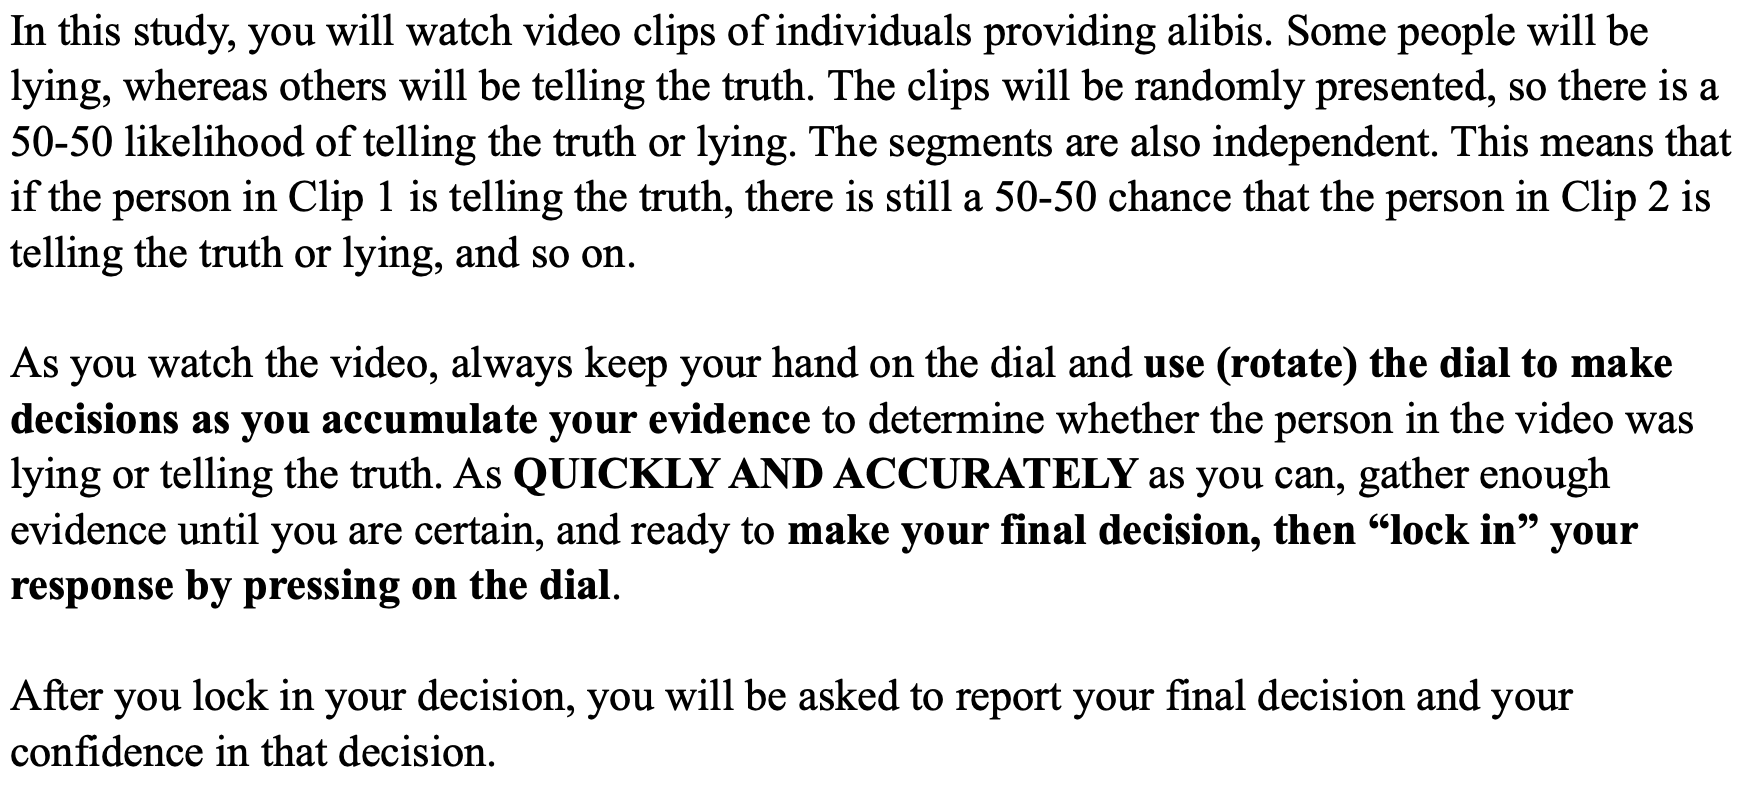 In this study, you will watch video clips of individuals providing alibis. Some people will be
lying, whereas others will be telling the truth. The clips will be randomly presented, so there is a
50-50 likelihood of telling the truth or lying. The segments are also independent. This means that
if the person in Clip 1 is telling the truth, there is still a 50-50 chance that the person in Clip 2 is
telling the truth or lying, and so on.
As you watch the video, always keep your hand on the dial and use (rotate) the dial to make
decisions as you accumulate your evidence to determine whether the person in the video was
lying or telling the truth. As QUICKLY AND ACCURATELY as you can, gather enough
evidence until you are certain, and ready to make your final decision, then “lock in” your
response by pressing on the dial.
After you lock in your decision, you will be asked to report your final decision and your
confidence in that decision.